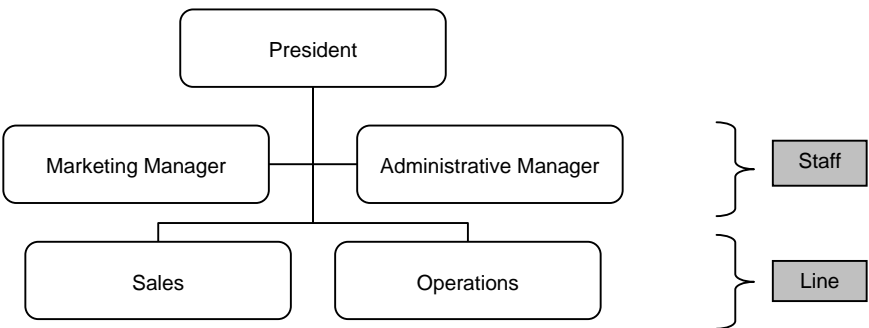 President
Marketing Manager
Administrative Manager
Staff
Sales
Operations
Line